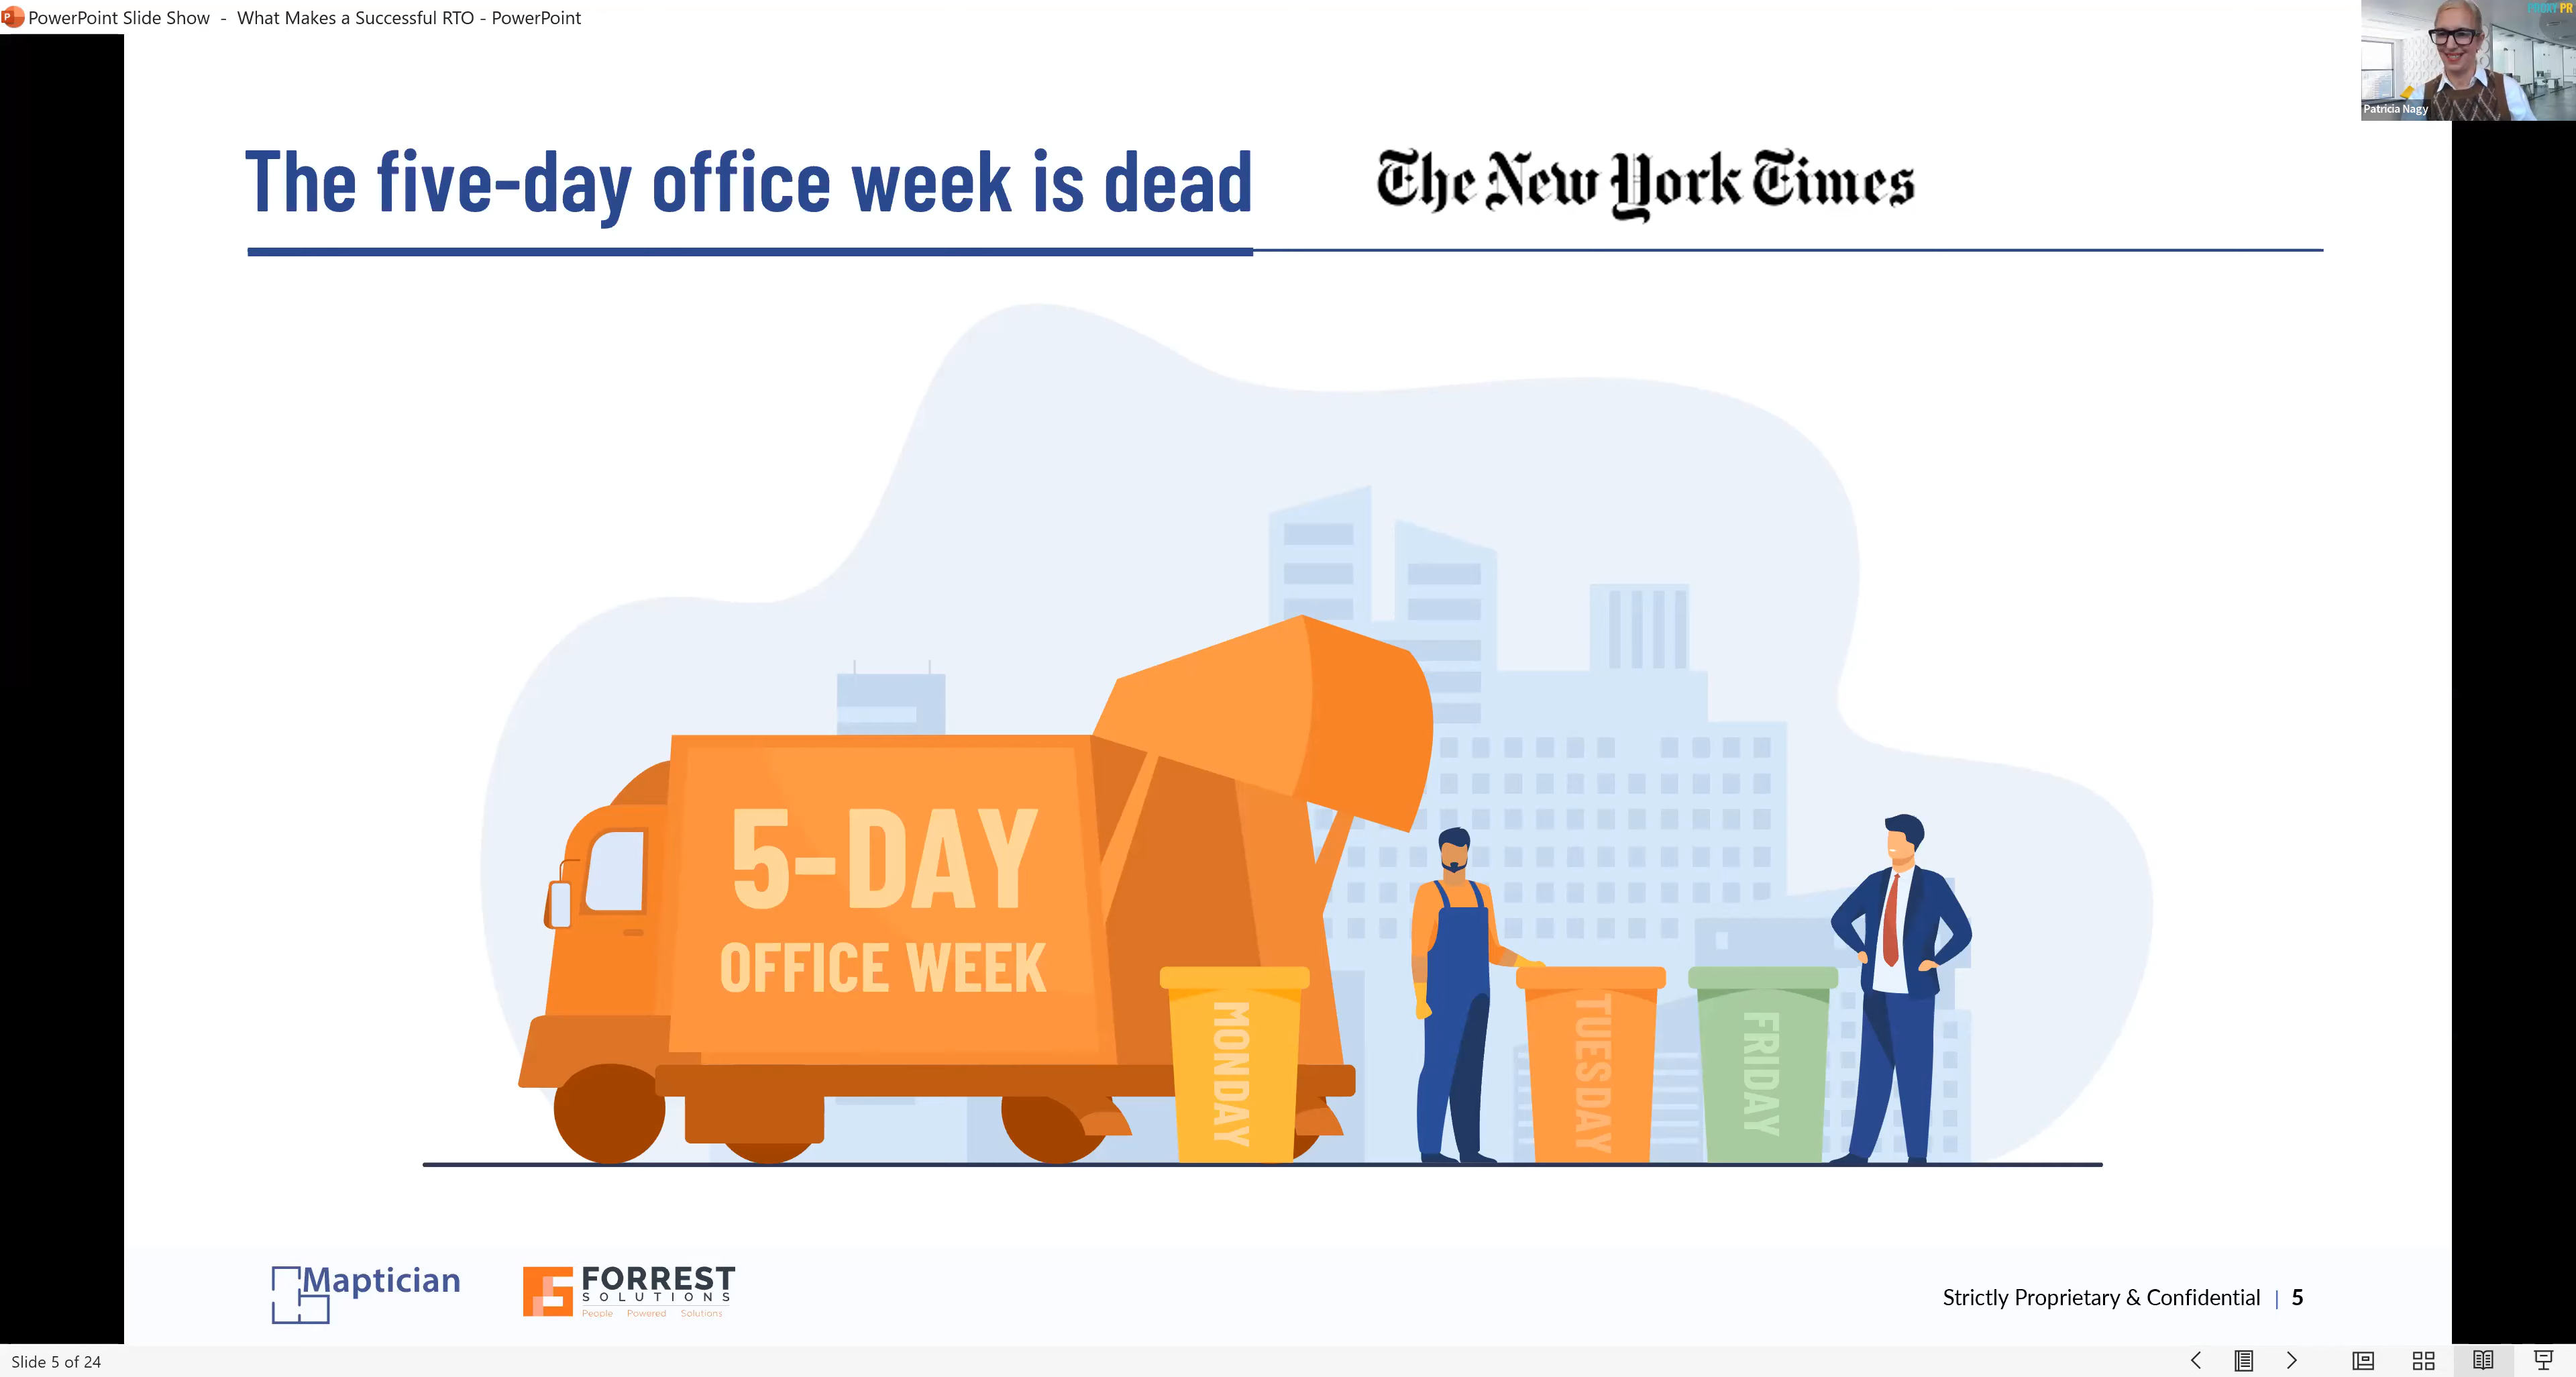 PowerPoint Slide Show - What Makes a Successful RTO - PowerPoint
Patricia Nagy
The five-day office week is dead
The New York Times
5-DAY
OFFICE WEEK
MONDAY
TUESDAY
FRIDAY
Maptician
FORREST
SOLUTIONS
People Powered Solutions
Strictly Proprietary & Confidential | 5
Slide 5 of 24